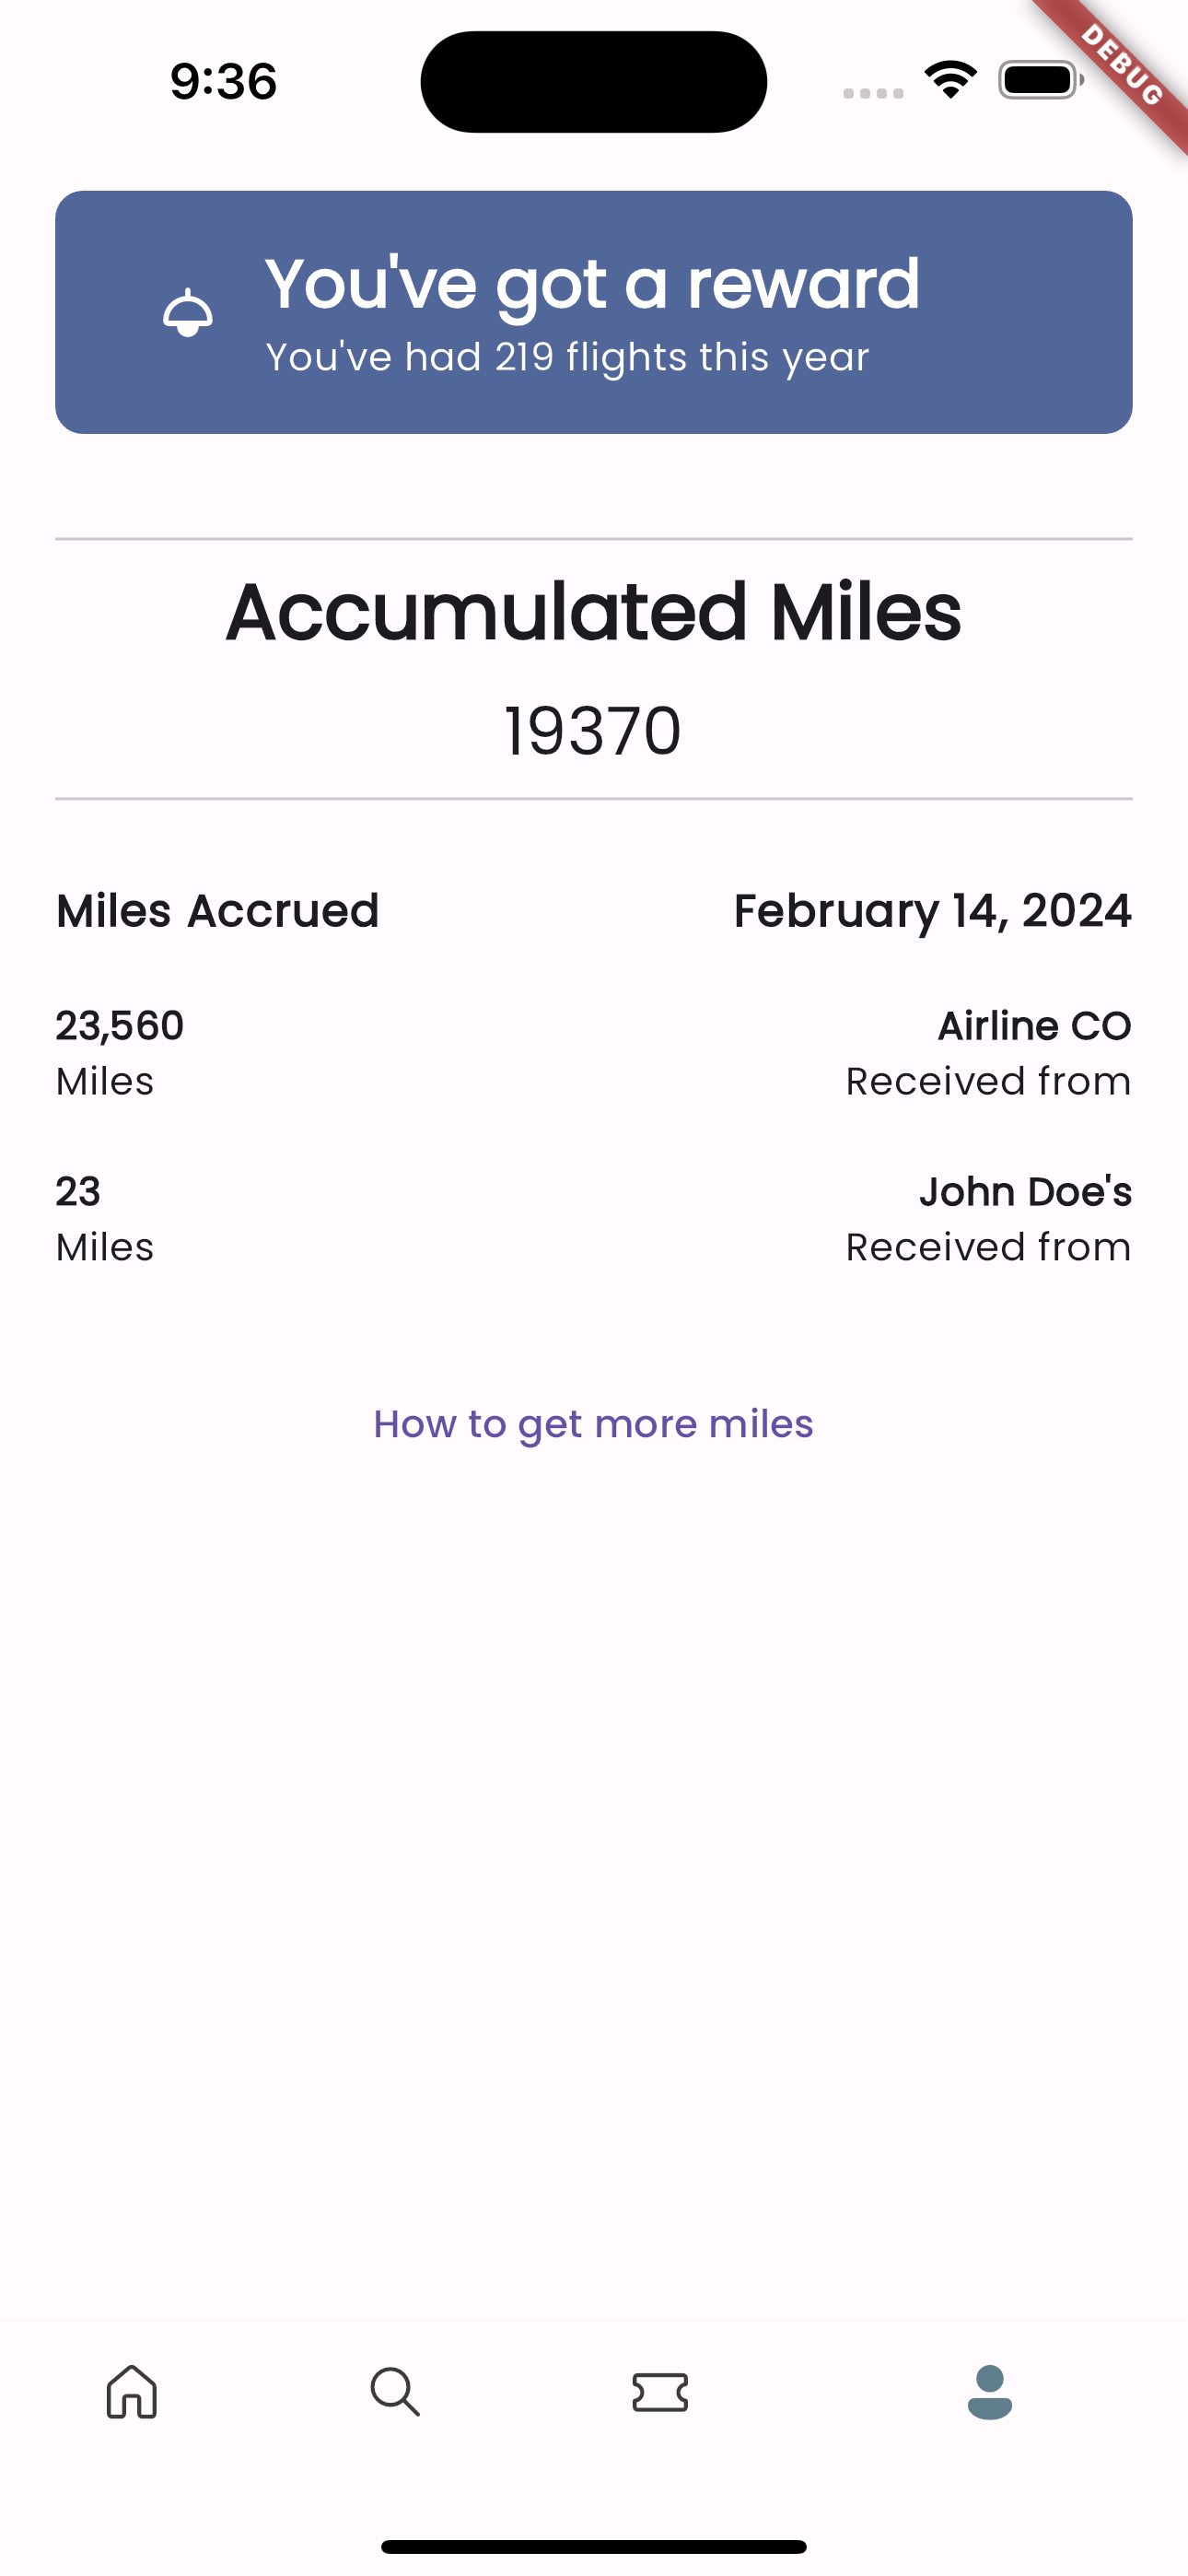 9:36
DEBUG
You've got a reward
You've had 219 flights this year
Accumulated Miles
19370
Miles Accrued February 14, 2024
23,560 Airline CO
Miles Received from
23 John Doe's
Miles Received from
How to get more miles